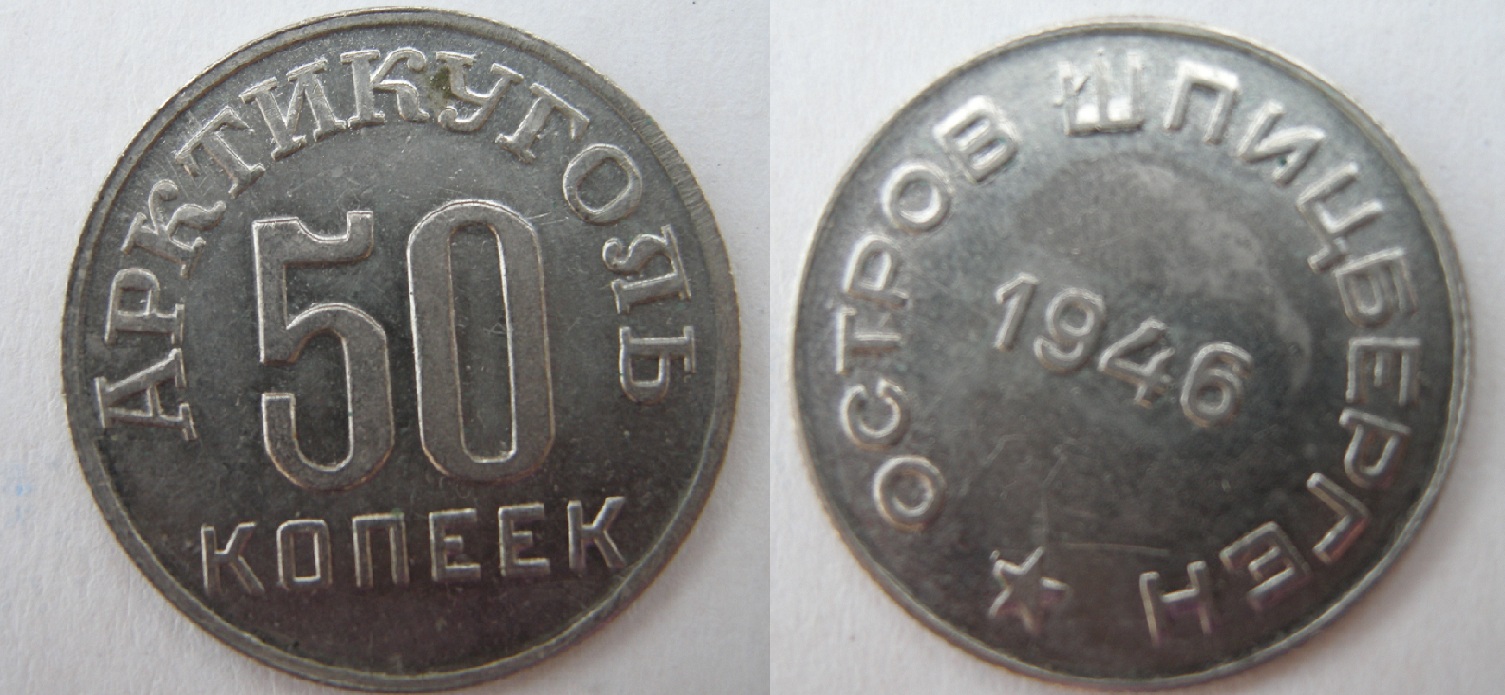 АРКТИКУГОЛЬ
50
КОПЕЕК
ОСТРОВ ШПИЦБЕРГЕН
1946